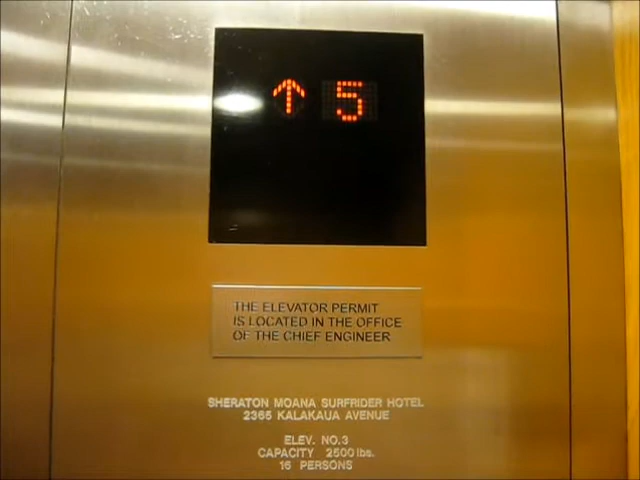 ↑ 5
THE ELEVATOR PERMIT
IS LOCATED IN THE OFFICE
OF THE CHIEF ENGINEER
SHERATON MOANA SURFRIDER HOTEL
2365 KALAKAUA AVENUE
ELEV. NO.3
CAPACITY 2500 lbs.
16 PERSONS